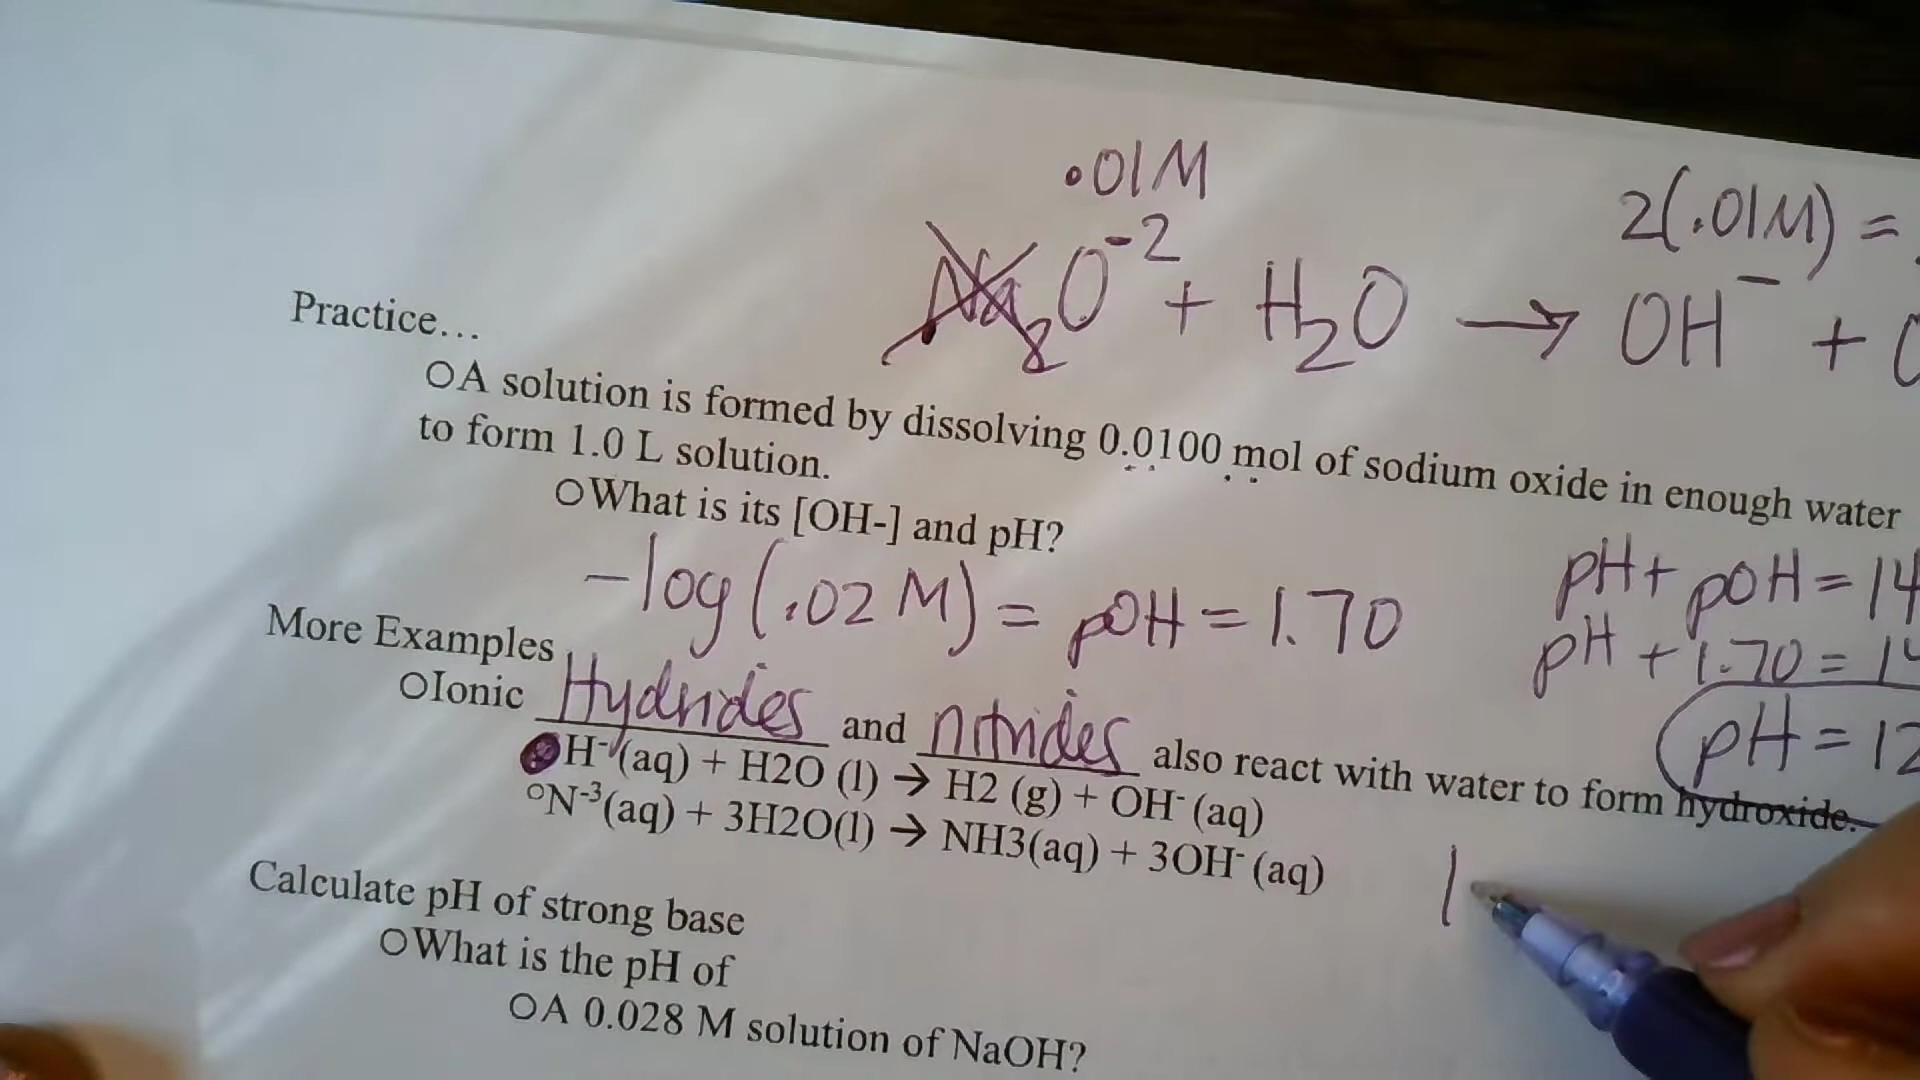 .01M
2(.01M) =
Na2O-2 + H2O → OH- +
Practice…
○A solution is formed by dissolving 0.0100 mol of sodium oxide in enough water
to form 1.0 L solution.
○What is its [OH-] and pH?
-log(.02M) = pOH = 1.70
pH + pOH = 14
pH + 1.70 = 14
pH = 12
More Examples
○Ionic Hydrides and nitrides also react with water to form hydroxide.
H-(aq) + H2O (l) → H2 (g) + OH- (aq)
○N-3(aq) + 3H2O(l) → NH3(aq) + 3OH- (aq)
Calculate pH of strong base
○What is the pH of
○A 0.028 M solution of NaOH?